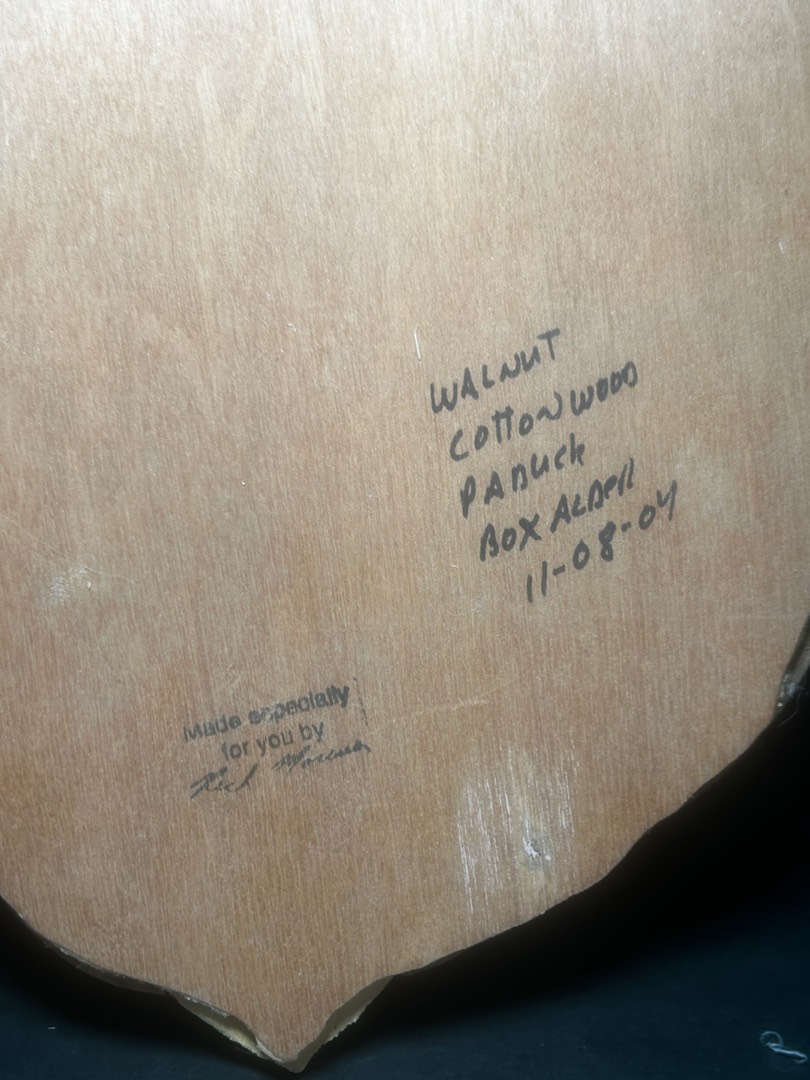 WALNUT
COTTONWOOD
PADUCK
BOX ALDER
11-08-04
Made especially
for you by